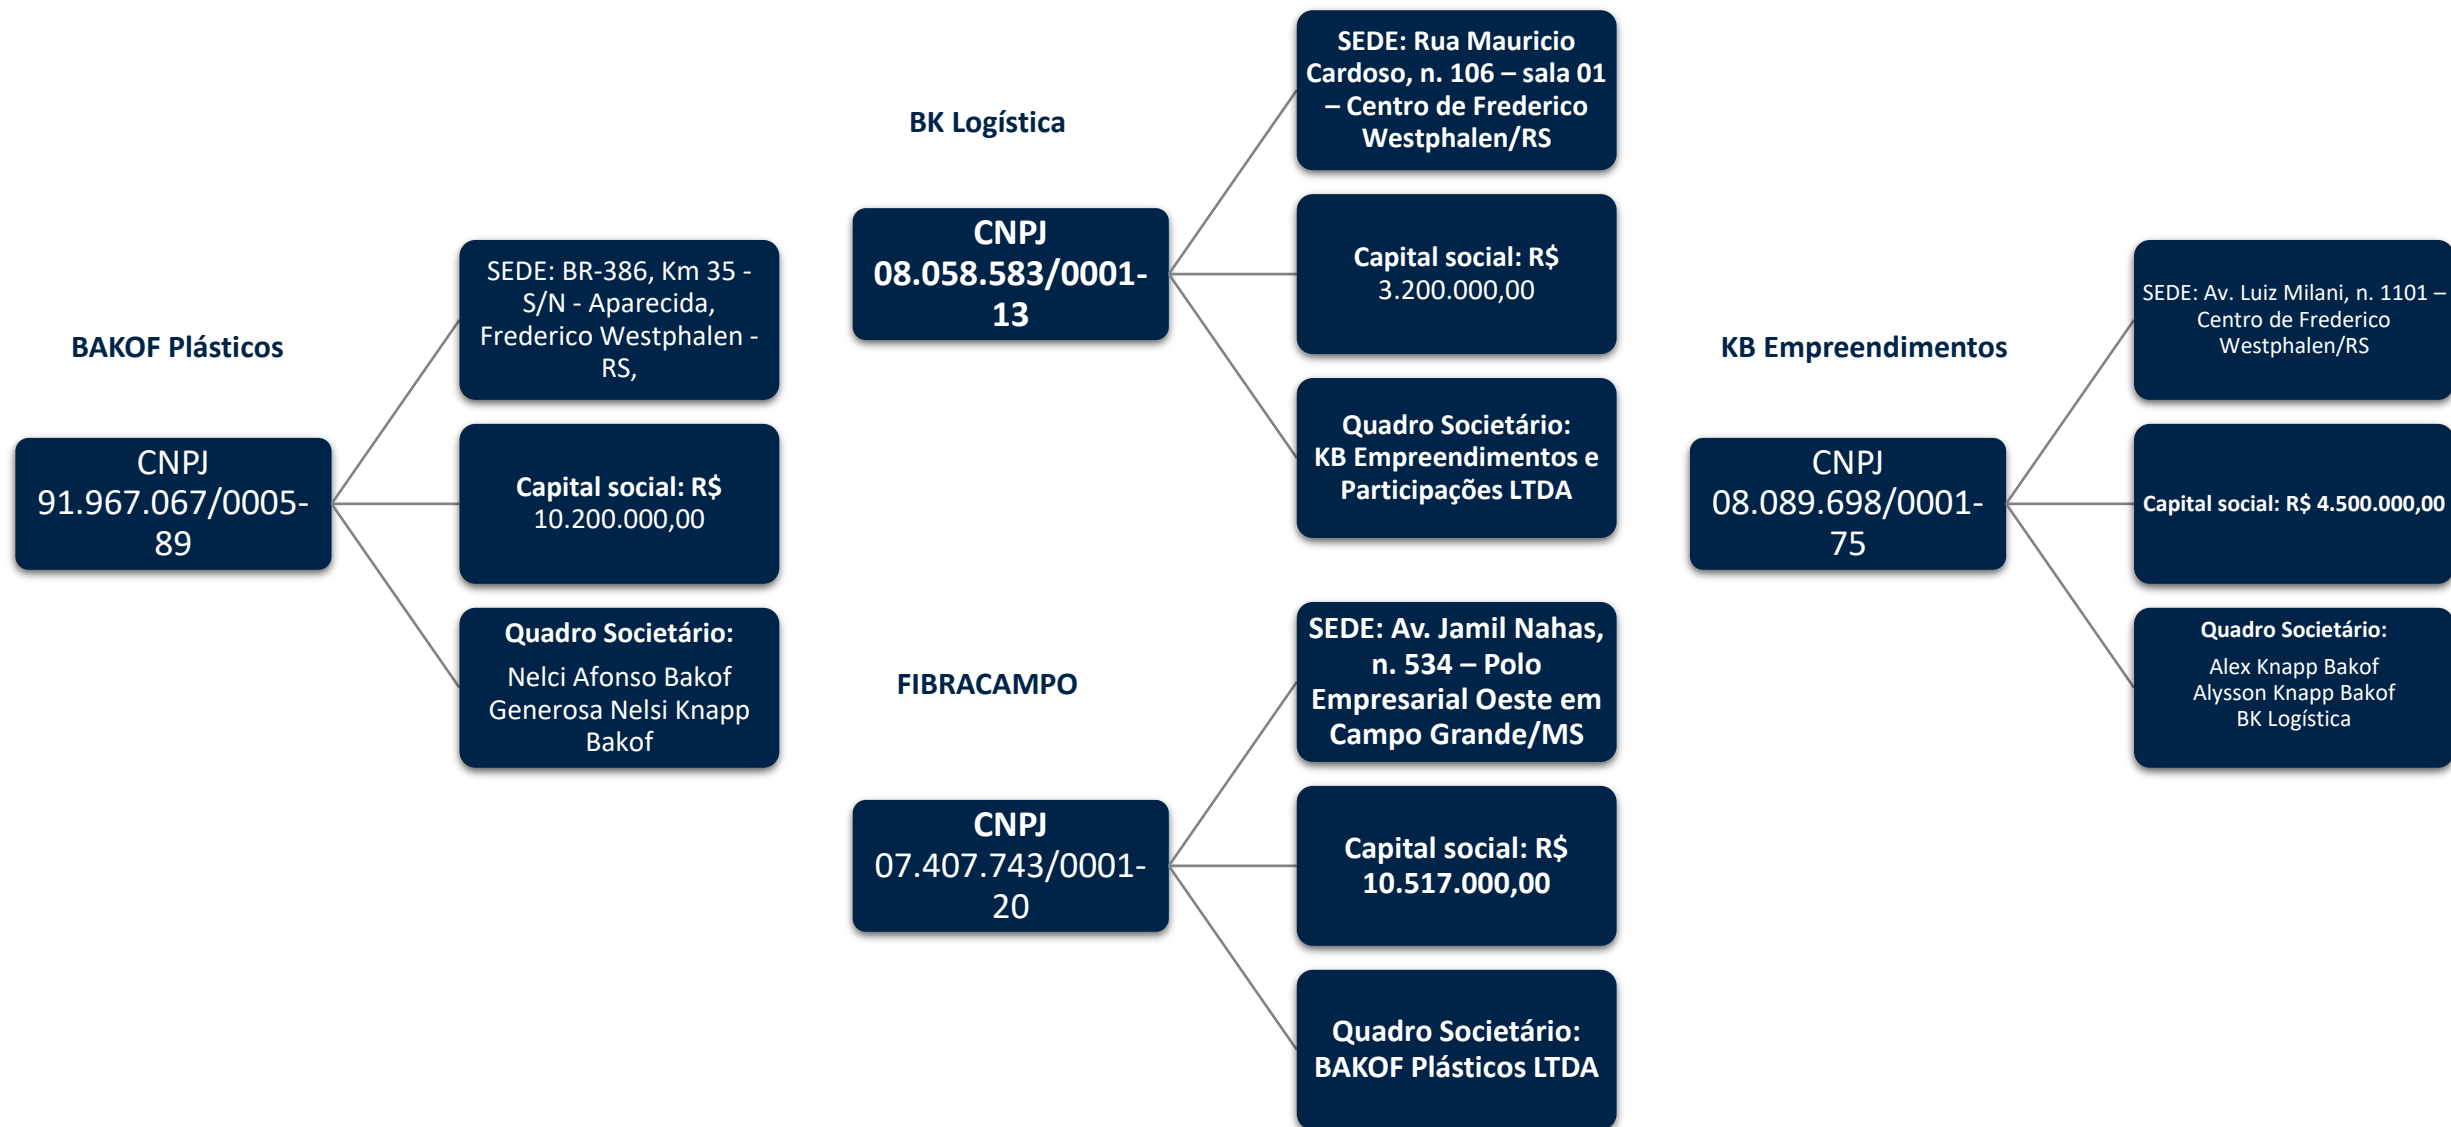 BAKOF Plásticos
CNPJ
91.967.067/0005-
89
SEDE: BR-386, Km 35 -
S/N - Aparecida,
Frederico Westphalen -
RS,
Capital social: R$
10.200.000,00
Quadro Societário:
Nelci Afonso Bakof
Generosa Nelsi Knapp
Bakof
BK Logística
CNPJ
08.058.583/0001-
13
SEDE: Rua Mauricio
Cardoso, n. 106 – sala 01
– Centro de Frederico
Westphalen/RS
Capital social: R$
3.200.000,00
Quadro Societário:
KB Empreendimentos e
Participações LTDA
FIBRACAMPO
CNPJ
07.407.743/0001-
20
SEDE: Av. Jamil Nahas,
n. 534 – Polo
Empresarial Oeste em
Campo Grande/MS
Capital social: R$
10.517.000,00
Quadro Societário:
BAKOF Plásticos LTDA
KB Empreendimentos
CNPJ
08.089.698/0001-
75
SEDE: Av. Luiz Milani, n. 1101 –
Centro de Frederico
Westphalen/RS
Capital social: R$ 4.500.000,00
Quadro Societário:
Alex Knapp Bakof
Alysson Knapp Bakof
BK Logística